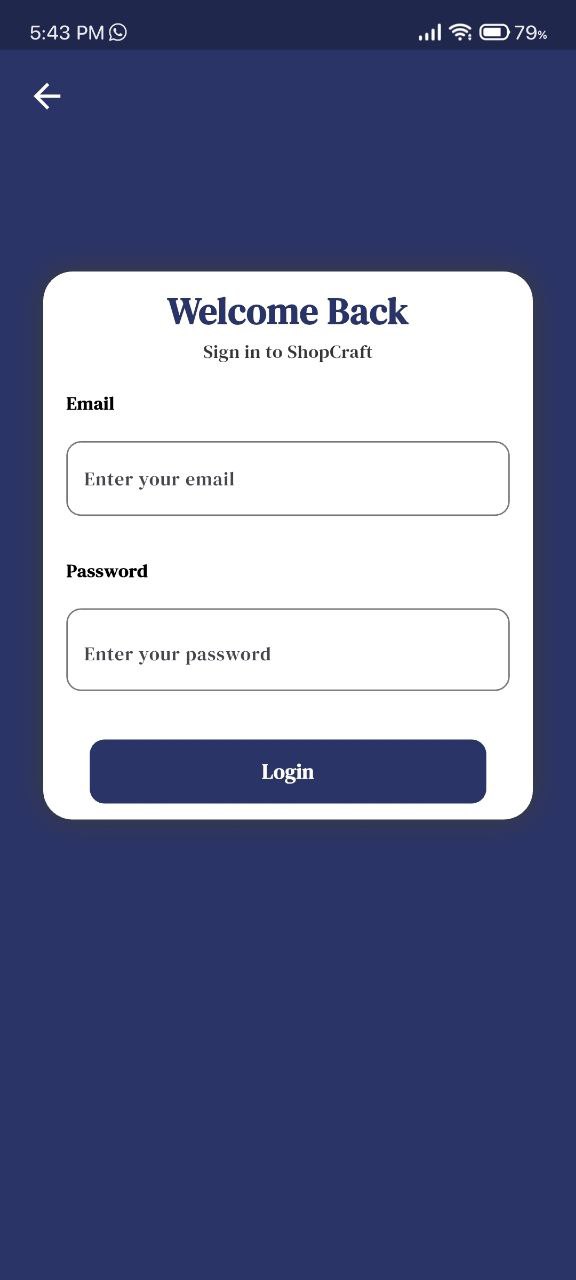 5:43 PM
79%
Welcome Back
Sign in to ShopCraft
Email
Enter your email
Password
Enter your password
Login